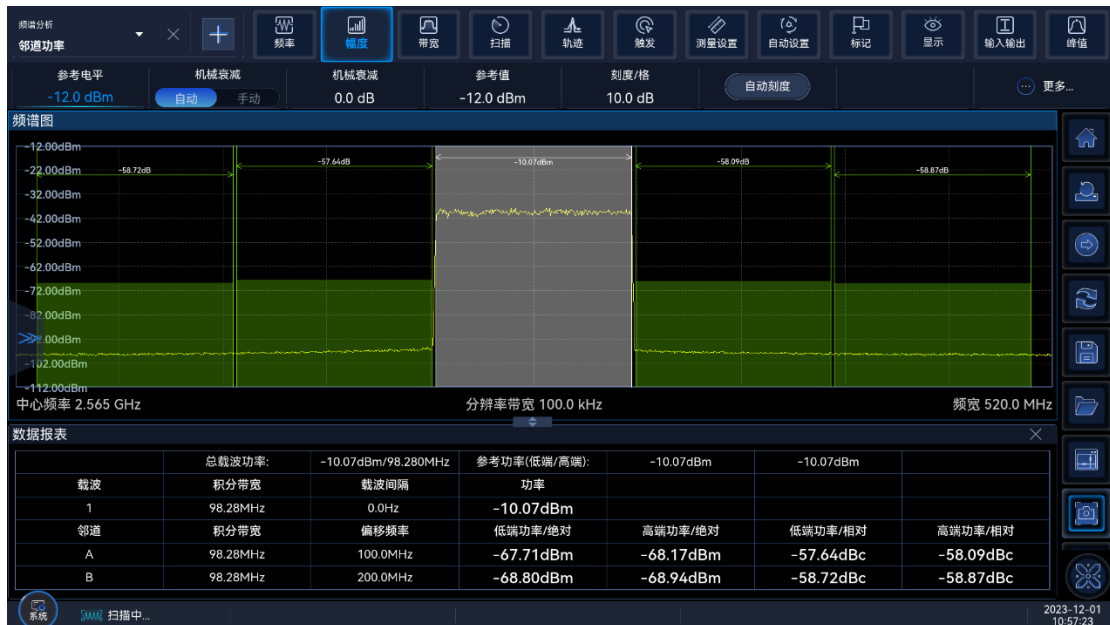 频谱分析
邻道功率
频率 幅度 带宽 扫描 轨迹 触发 测量设置 自动设置 标记 显示 输入输出 峰值
参考电平 机械衰减 机械衰减 参考值 刻度/格
-12.0 dBm 自动 手动 0.0 dB -12.0 dBm 10.0 dB 自动刻度 更多...
频谱图
-12.00dBm
-57.64dB -10.07dBm -58.09dB
-22.00dBm -58.72dB -58.87dB
-32.00dBm
-42.00dBm
-52.00dBm
-62.00dBm
-72.00dBm
-82.00dBm
2.00dBm
-102.00dBm
-112.00dBm
中心频率 2.565 GHz 分辨率带宽 100.0 kHz 频宽 520.0 MHz
数据报表
总载波功率: -10.07dBm/98.280MHz 参考功率(低端/高端): -10.07dBm -10.07dBm
载波 积分带宽 载波间隔 功率
1 98.28MHz 0.0Hz -10.07dBm
邻道 积分带宽 偏移频率 低端功率/绝对 高端功率/绝对 低端功率/相对 高端功率/相对
A 98.28MHz 100.0MHz -67.71dBm -68.17dBm -57.64dBc -58.09dBc
B 98.28MHz 200.0MHz -68.80dBm -68.94dBm -58.72dBc -58.87dBc
系统 扫描中...
2023-12-01
10:57:23